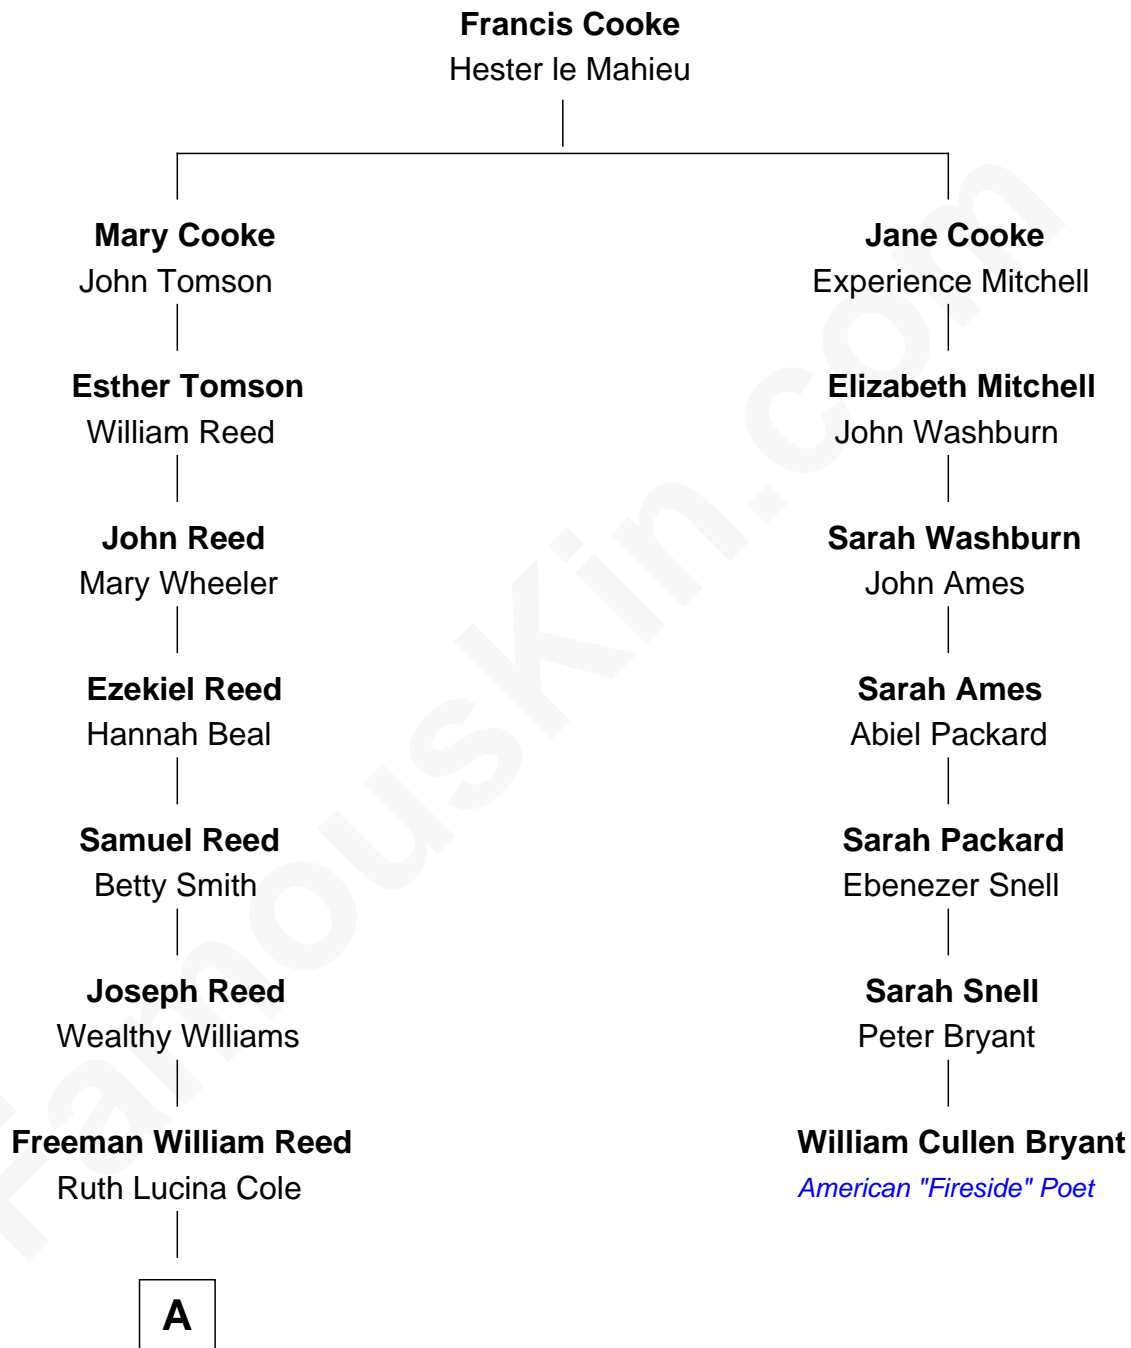 Francis Cooke
Hester le Mahieu
Mary Cooke
John Tomson
Jane Cooke
Experience Mitchell
Esther Tomson
William Reed
Elizabeth Mitchell
John Washburn
John Reed
Mary Wheeler
Sarah Washburn
John Ames
Ezekiel Reed
Hannah Beal
Sarah Ames
Abiel Packard
Samuel Reed
Betty Smith
Sarah Packard
Ebenezer Snell
Joseph Reed
Wealthy Williams
Sarah Snell
Peter Bryant
Freeman William Reed
Ruth Lucina Cole
William Cullen Bryant
American "Fireside" Poet
A
FamousKin.com